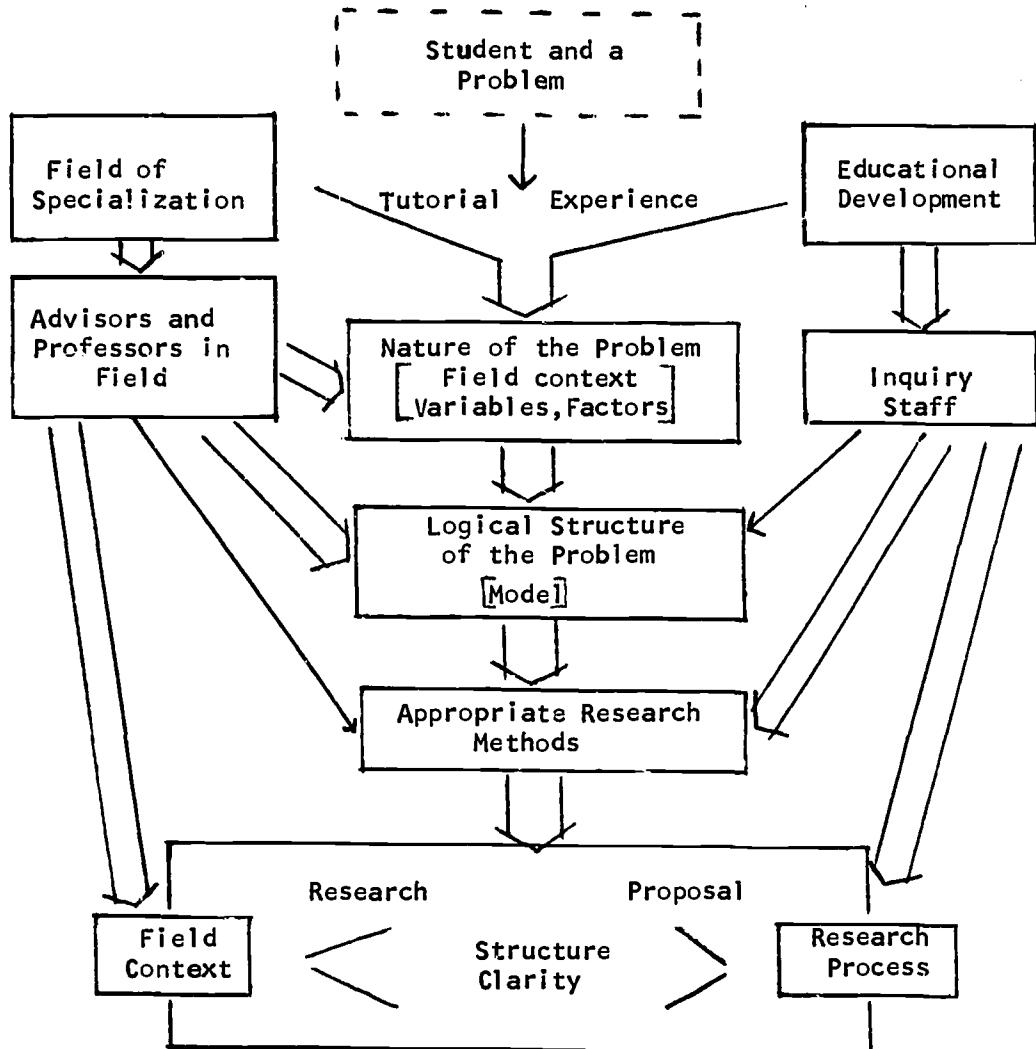 Student and a
Problem
Field of
Specialization
Educational
Development
Tutorial Experience
Advisors and
Professors in
Field
Nature of the Problem
[Field context
Variables,Factors]
Inquiry
Staff
Logical Structure
of the Problem
[Model]
Appropriate Research
Methods
Research Proposal
Field
Context
Structure
Clarity
Research
Process